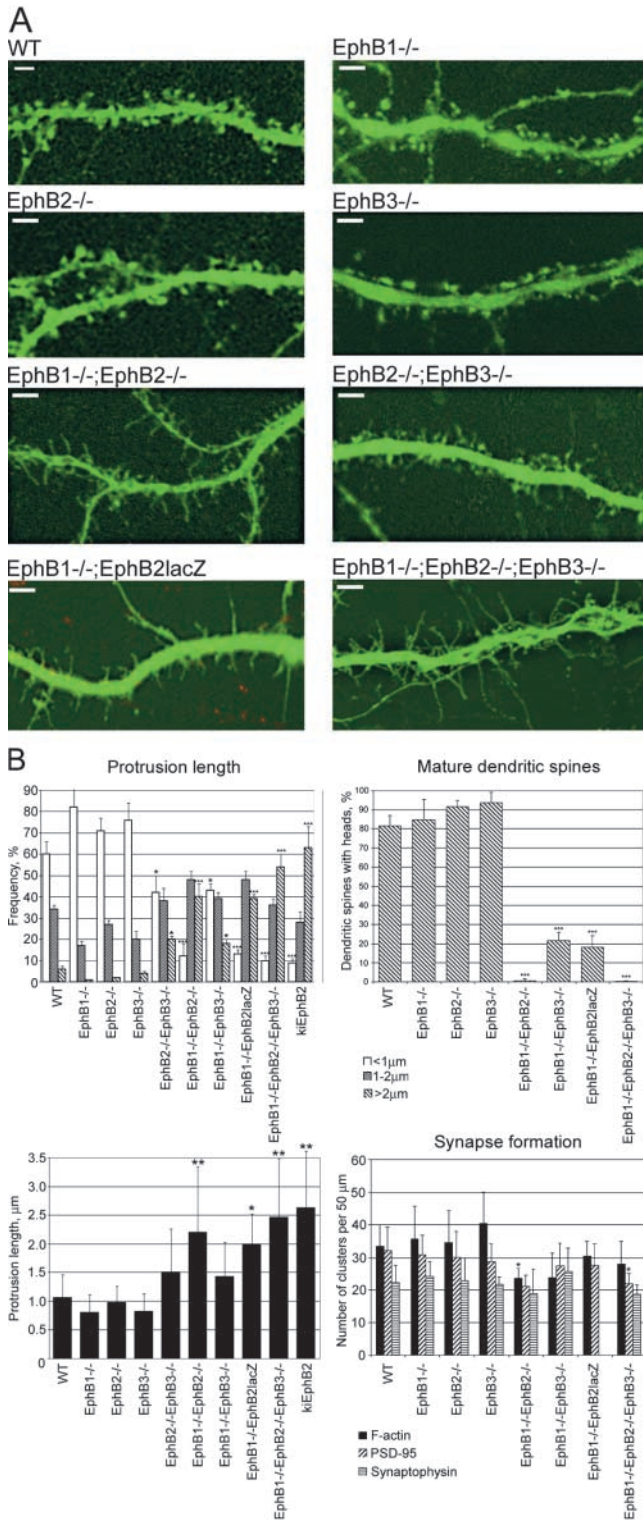 A
WT
EphB1-/-
EphB2-/-
EphB3-/-
EphB1-/-;EphB2-/-
EphB2-/-;EphB3-/-
EphB1-/-;EphB2lacZ
EphB1-/-;EphB2-/-;EphB3-/-
B
Protrusion length
Frequency, %
90
80
70
60
50
40
30
20
10
0
* *** * *** * * *** *** *** *** *** ***
WT
EphB1-/-
EphB2-/-
EphB3-/-
EphB2-/-EphB3-/-
EphB1-/-EphB2-/-
EphB1-/-EphB3-/-
EphB1-/-EphB2lacZ
EphB1-/-EphB2-/-EphB3-/-
kiEphB2
Mature dendritic spines
Dendritic spines with heads, %
100
90
80
70
60
50
40
30
20
10
0
*** *** *** ***
WT
EphB1-/-
EphB2-/-
EphB3-/-
EphB1-/-EphB2-/-
EphB1-/-EphB3-/-
EphB1-/-EphB2lacZ
EphB1-/-EphB2-/-EphB3-/-
<1µm
1-2µm
>2µm
Protrusion length, µm
3.5
3.0
2.5
2.0
1.5
1.0
0.5
0
** * ** **
WT
EphB1-/-
EphB2-/-
EphB3-/-
EphB2-/-EphB3-/-
EphB1-/-EphB2-/-
EphB1-/-EphB3-/-
EphB1-/-EphB2lacZ
EphB1-/-EphB2-/-EphB3-/-
kiEphB2
Synapse formation
Number of clusters per 50 µm
60
50
40
30
20
10
0
* *
WT
EphB1-/-
EphB2-/-
EphB3-/-
EphB1-/-EphB2-/-
EphB1-/-EphB3-/-
EphB1-/-EphB2lacZ
EphB1-/-EphB2-/-EphB3-/-
F-actin
PSD-95
Synaptophysin